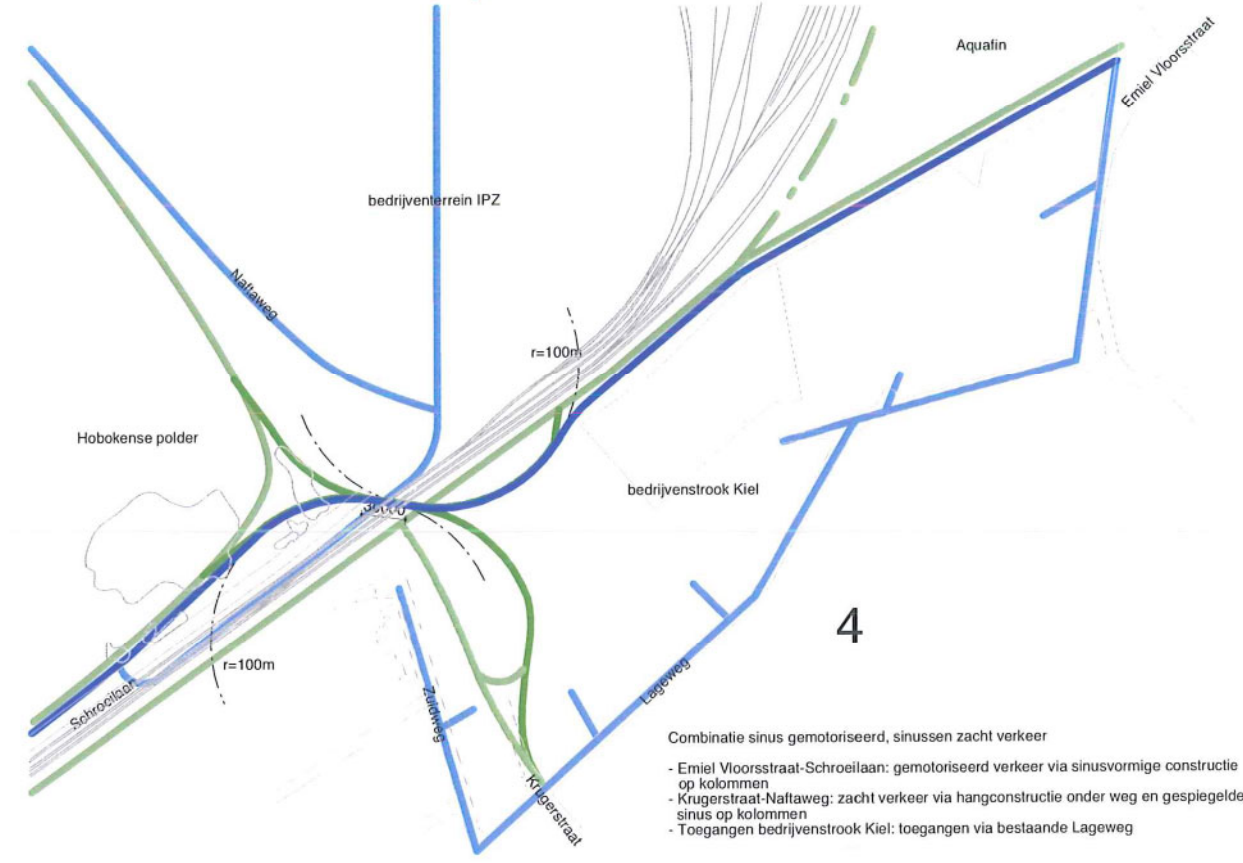 Aquafin
Emiel Vloorsstraat
bedrijventerrein IPZ
Naftaweg
r=100m
Hobokense polder
bedrijvenstrook Kiel
4
r=100m
Schroeilaan
Zuidweg
Lageweg
Krugerstraat
Combinatie sinus gemotoriseerd, sinussen zacht verkeer
- Emiel Vloorsstraat-Schroeilaan: gemotoriseerd verkeer via sinusvormige constructie
op kolommen
- Krugerstraat-Naftaweg: zacht verkeer via hangconstructie onder weg en gespiegelde
sinus op kolommen
- Toegangen bedrijvenstrook Kiel: toegangen via bestaande Lageweg